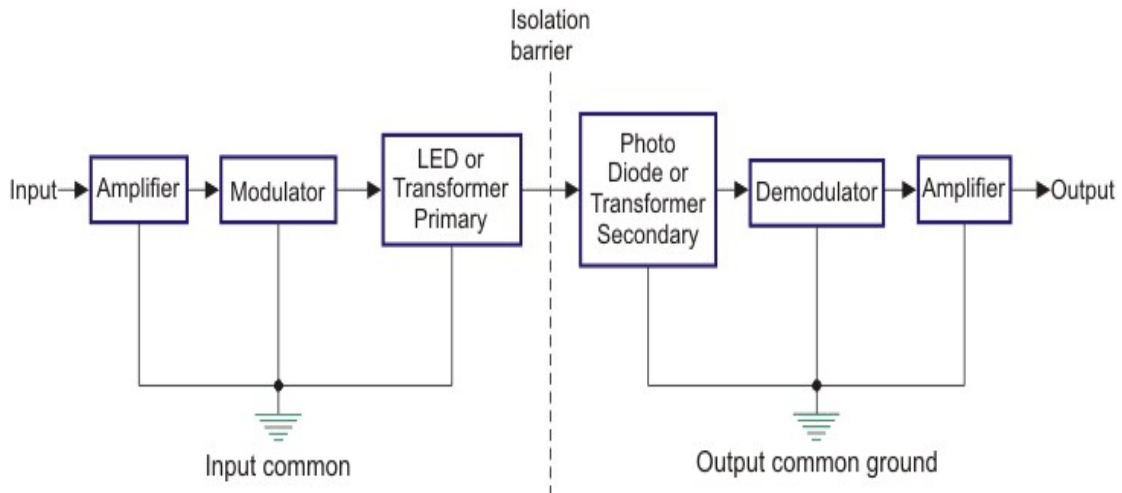 Isolation
barrier
Input
Amplifier
Modulator
LED or
Transformer
Primary
Photo
Diode or
Transformer
Secondary
Demodulator
Amplifier
Output
Input common
Output common ground